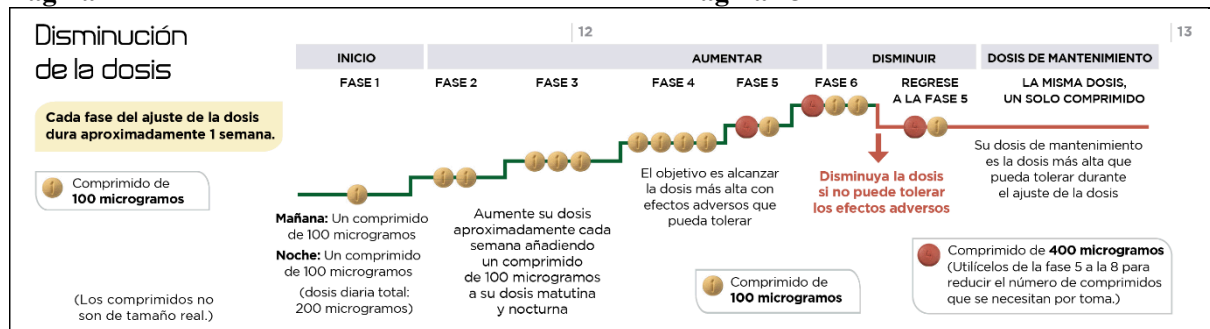 12
13
Disminución
de la dosis
INICIO
AUMENTAR
DISMINUIR
DOSIS DE MANTENIMIENTO
FASE 1
FASE 2
FASE 3
FASE 4
FASE 5
FASE 6
REGRESE
A LA FASE 5
LA MISMA DOSIS,
UN SOLO COMPRIMIDO
Cada fase del ajuste de la dosis
dura aproximadamente 1 semana.
Comprimido de
100 microgramos
(Los comprimidos no
son de tamaño real.)
Mañana: Un comprimido
de 100 microgramos
Noche: Un comprimido
de 100 microgramos
(dosis diaria total:
200 microgramos)
Aumente su dosis
aproximadamente cada
semana añadiendo
un comprimido
de 100 microgramos
a su dosis matutina
y nocturna
El objetivo es alcanzar
la dosis más alta con
efectos adversos que
pueda tolerar
Disminuya la dosis
si no puede tolerar
los efectos adversos
Su dosis de mantenimiento
es la dosis más alta que
pueda tolerar durante
el ajuste de la dosis
Comprimido de
100 microgramos
Comprimido de 400 microgramos
(Utilícelos de la fase 5 a la 8 para
reducir el número de comprimidos
que se necesitan por toma.)